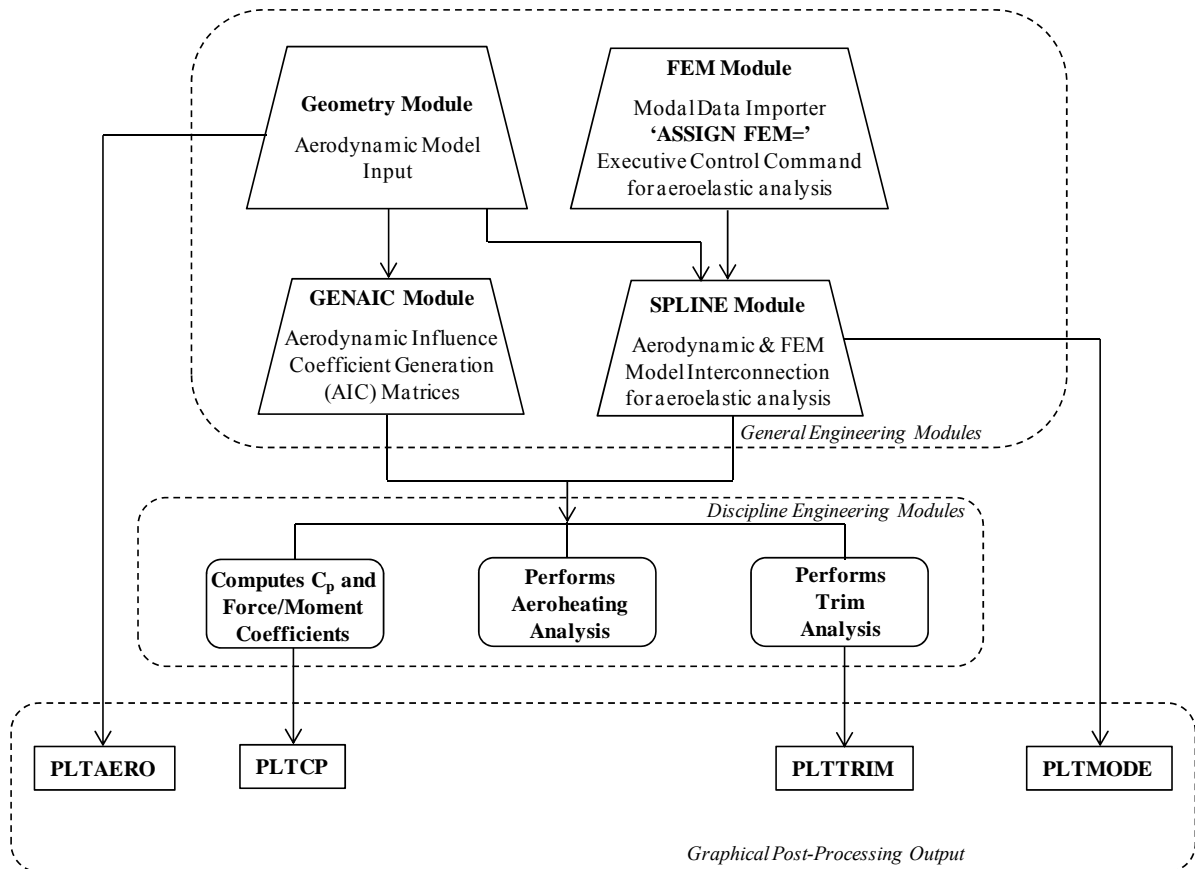 Geometry Module
Aerodynamic Model
Input
FEM Module
Modal Data Importer
‘ASSIGN FEM=’
Executive Control Command
for aeroelastic analysis
GENAIC Module
Aerodynamic Influence
Coefficient Generation
(AIC) Matrices
SPLINE Module
Aerodynamic & FEM
Model Interconnection
for aeroelastic analysis
General Engineering Modules
Discipline Engineering Modules
Computes Cp and
Force/Moment
Coefficients
Performs
Aeroheating
Analysis
Performs
Trim
Analysis
PLTAERO
PLTCP
PLTTRIM
PLTMODE
Graphical Post-Processing Output